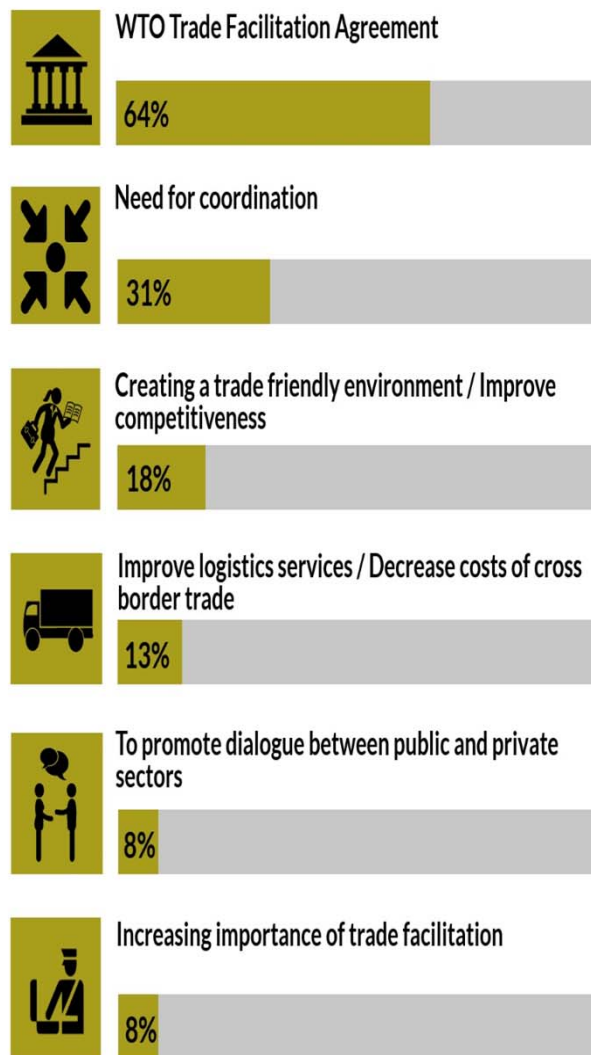 WTO Trade Facilitation Agreement
64%
Need for coordination
31%
Creating a trade friendly environment / Improve
competitiveness
18%
Improve logistics services / Decrease costs of cross
border trade
13%
To promote dialogue between public and private
sectors
8%
Increasing importance of trade facilitation
8%